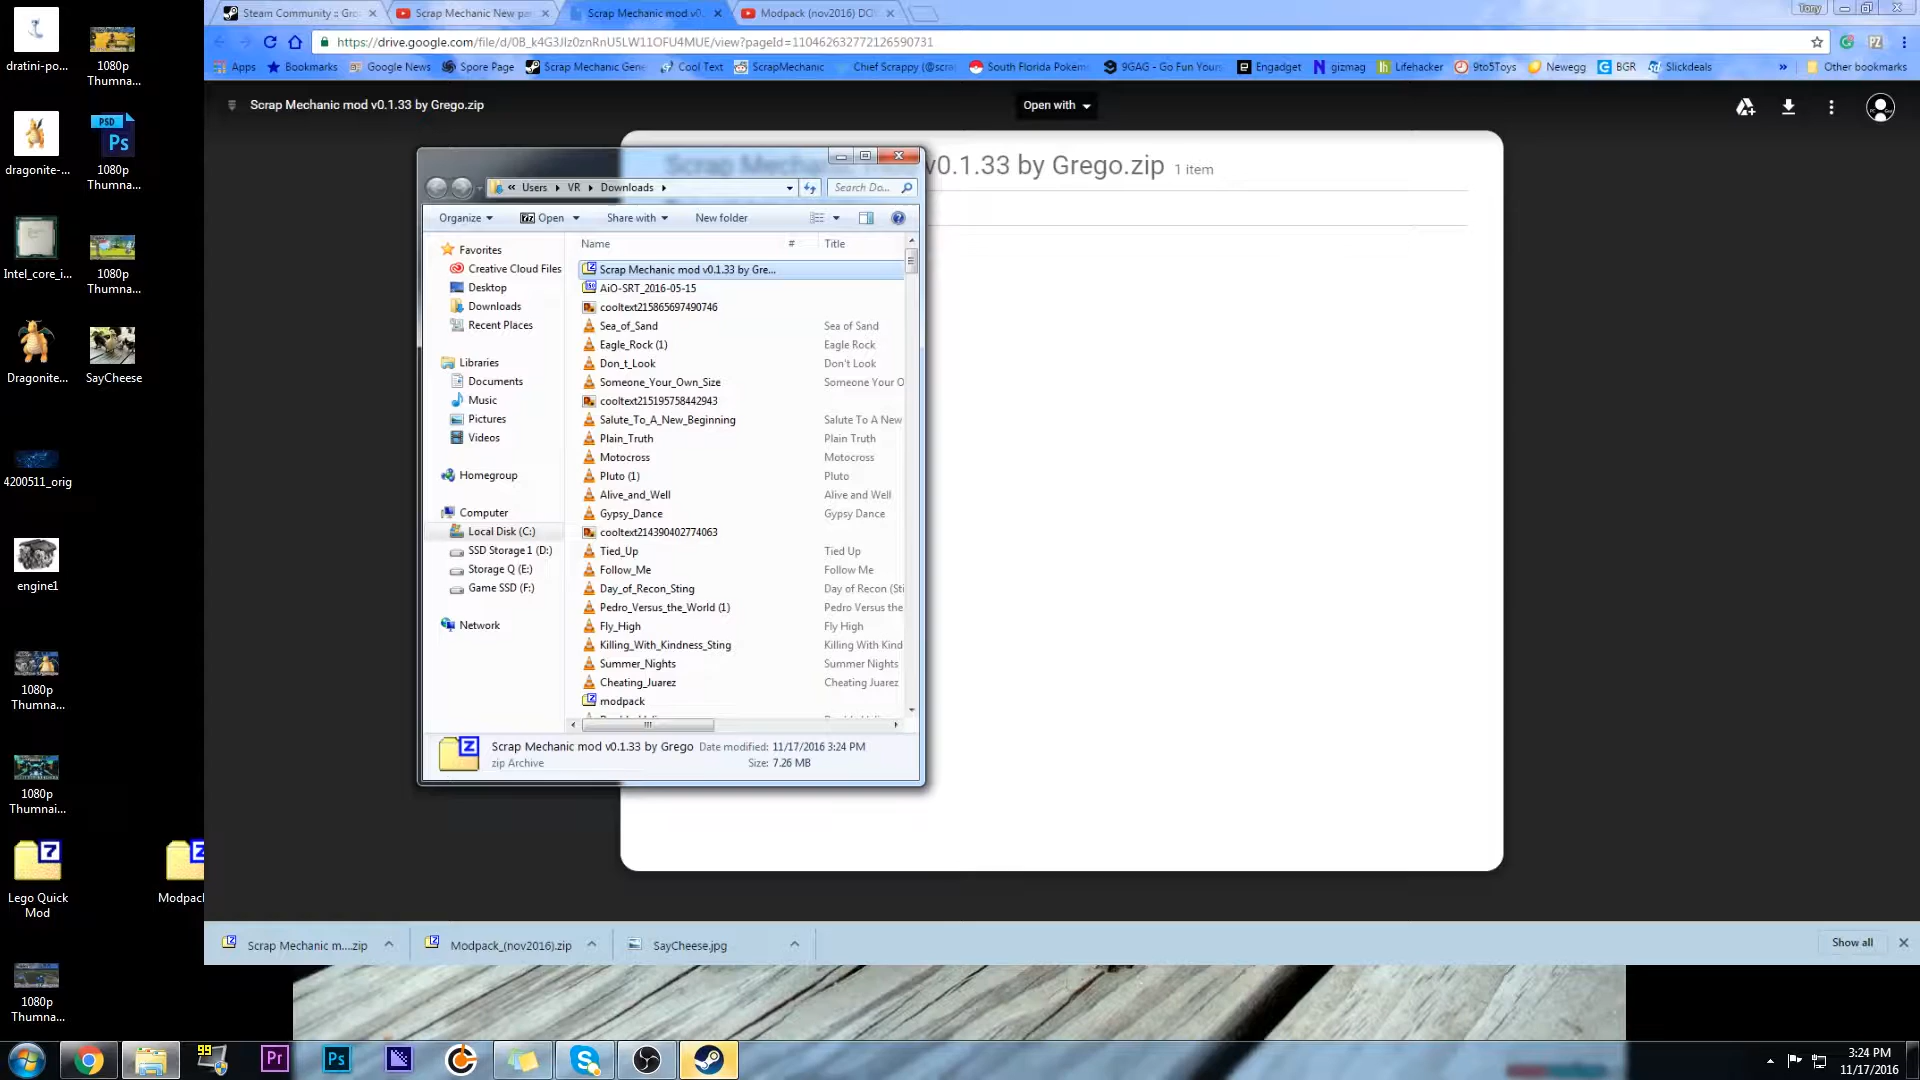 Steam Community :: Gro
Scrap Mechanic New par
Scrap Mechanic mod v0.
Modpack (nov2016) DO
Tony
https://drive.google.com/file/d/0B_k4G3Jlz0znRnU5LW11OFU4MUE/view?pageId=110462632772126590731
Apps
Bookmarks
Google News
Spore Page
Scrap Mechanic Gene
Cool Text
ScrapMechanic
Chief Scrappy (@scra
South Florida Pokem
9GAG - Go Fun Your
Engadget
gizmag
Lifehacker
9to5Toys
Newegg
BGR
Slickdeals
»
Other bookmarks
Scrap Mechanic mod v0.1.33 by Grego.zip
Open with
v0.1.33 by Grego.zip 1 item
« Users
VR
Downloads
Search Do...
Organize
Open
Share with
New folder
Name
#
Title
Favorites
Creative Cloud Files
Desktop
Downloads
Recent Places
Libraries
Documents
Music
Pictures
Videos
Homegroup
Computer
Local Disk (C:)
SSD Storage 1 (D:)
Storage Q (E:)
Game SSD (F:)
Network
Scrap Mechanic mod v0.1.33 by Gre...
AiO-SRT_2016-05-15
cooltext215865697490746
Sea_of_Sand Sea of Sand
Eagle_Rock (1) Eagle Rock
Don_t_Look Don't Look
Someone_Your_Own_Size Someone Your O
cooltext215195758442943
Salute_To_A_New_Beginning Salute To A New
Plain_Truth Plain Truth
Motocross Motocross
Pluto (1) Pluto
Alive_and_Well Alive and Well
Gypsy_Dance Gypsy Dance
cooltext214390402774063
Tied_Up Tied Up
Follow_Me Follow Me
Day_of_Recon_Sting Day of Recon (Sti
Pedro_Versus_the_World (1) Pedro Versus the
Fly_High Fly High
Killing_With_Kindness_Sting Killing With Kind
Summer_Nights Summer Nights
Cheating_Juarez Cheating Juarez
modpack
Scrap Mechanic mod v0.1.33 by Grego Date modified: 11/17/2016 3:24 PM
zip Archive Size: 7.26 MB
dratini-po...
1080p
Thumna...
dragonite-...
PSD
Ps
1080p
Thumna...
Intel_core_i...
1080p
Thumna...
Dragonite...
SayCheese
4200511_orig
engine1
1080p
Thumna...
1080p
Thumnai...
7
Lego Quick
Mod
Modpack
1080p
Thumna...
Scrap Mechanic m....zip
Modpack_(nov2016).zip
SayCheese.jpg
Show all
99
Pr
Ps
3:24 PM
11/17/2016